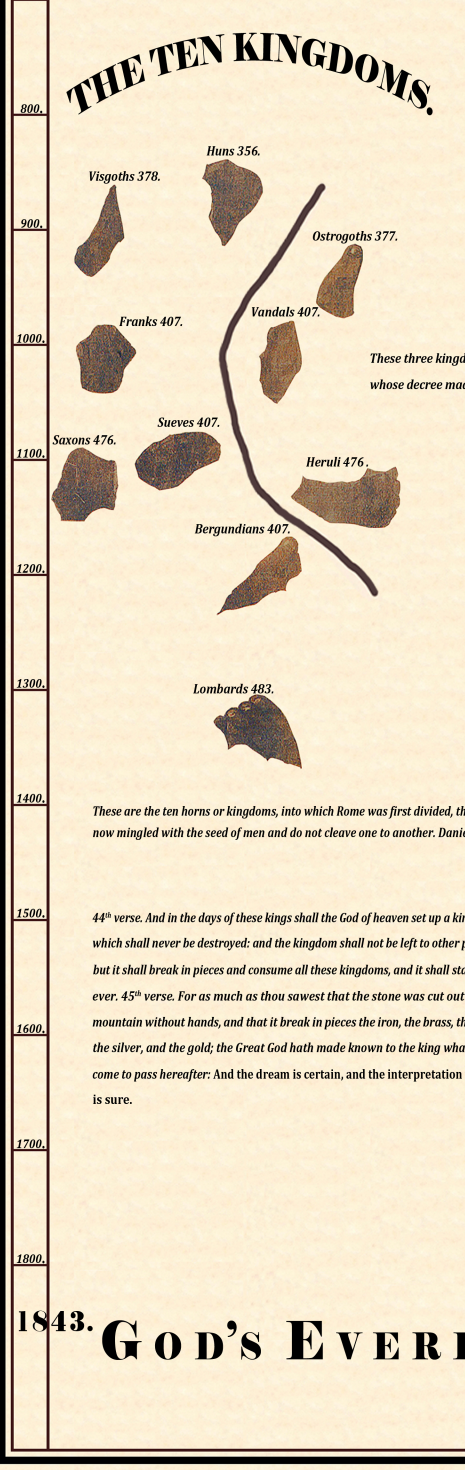 THE TEN KINGDOMS.
800.
Huns 356.
Visgoths 378.
900.
Ostrogoths 377.
Vandals 407.
Franks 407.
1000.
These three kingd
whose decree mad
Sueves 407.
Saxons 476.
1100.
Heruli 476.
Bergundians 407.
1200.
Lombards 483.
1300.
1400.
These are the ten horns or kingdoms, into which Rome was first divided, th
now mingled with the seed of men and do not cleave one to another. Danie
1500.
44th verse. And in the days of these kings shall the God of heaven set up a kin
which shall never be destroyed: and the kingdom shall not be left to other p
but it shall break in pieces and consume all these kingdoms, and it shall sta
ever. 45th verse. For as much as thou sawest that the stone was cut out
1600.
mountain without hands, and that it break in pieces the iron, the brass, th
the silver, and the gold; the Great God hath made known to the king wha
come to pass hereafter: And the dream is certain, and the interpretation
is sure.
1700.
1800.
1843.
GOD'S EVER